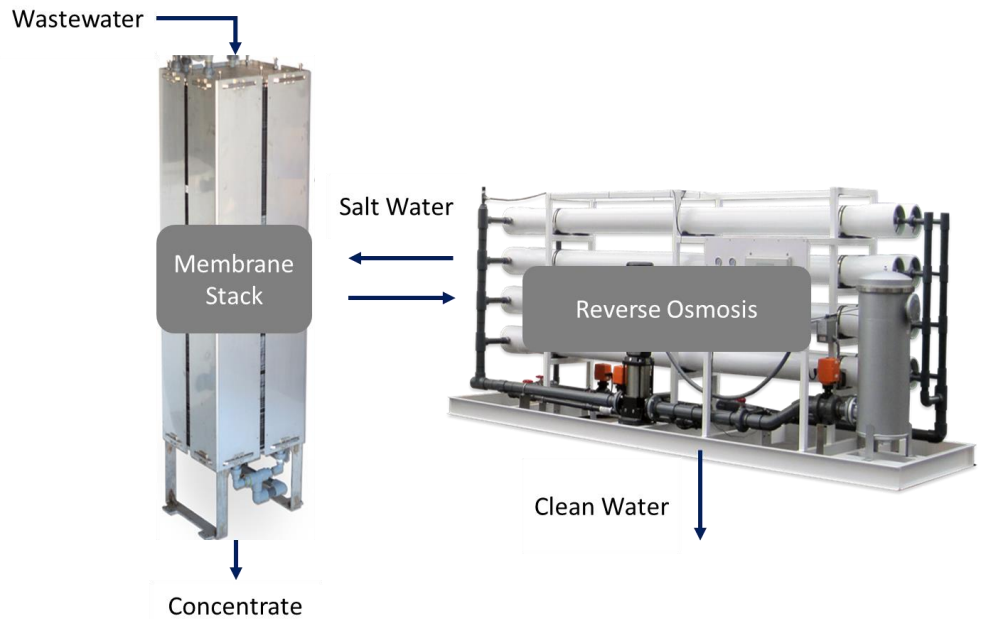 Wastewater
Salt Water
Membrane
Stack
Reverse Osmosis
Clean Water
Concentrate